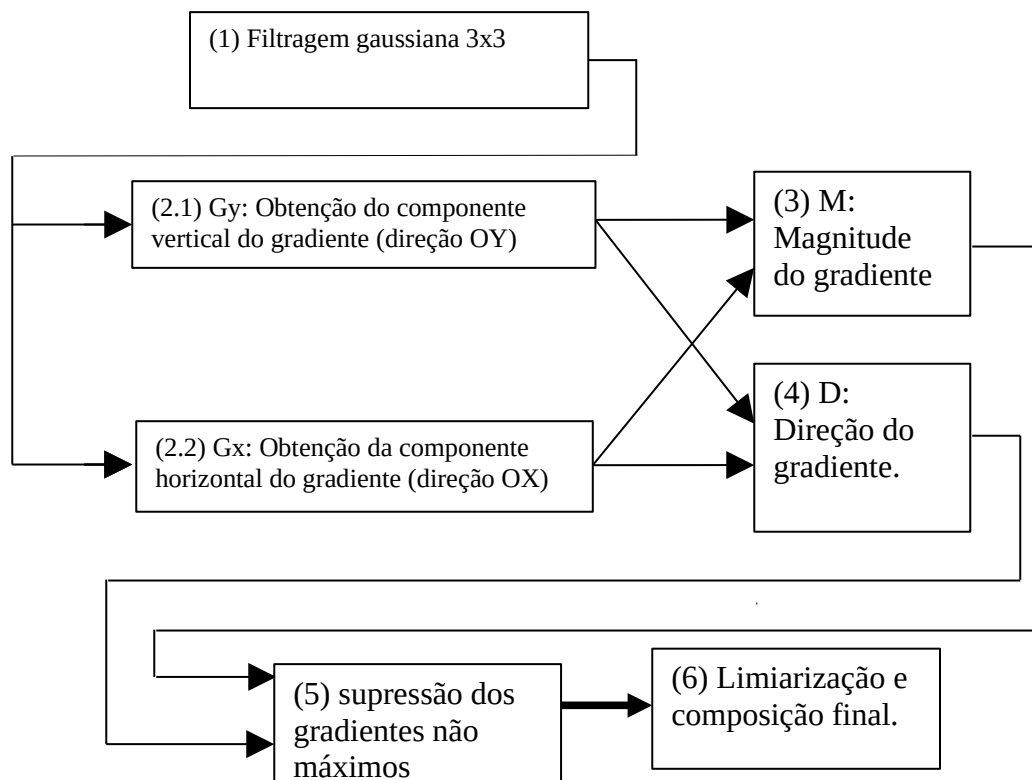 (1) Filtragem gaussiana 3x3
(2.1) Gy: Obtenção do componente
vertical do gradiente (direção OY)
(3) M:
Magnitude
do gradiente
(2.2) Gx: Obtenção da componente
horizontal do gradiente (direção OX)
(4) D:
Direção do
gradiente.
(5) supressão dos
gradientes não
máximos
(6) Limiarização e
composição final.